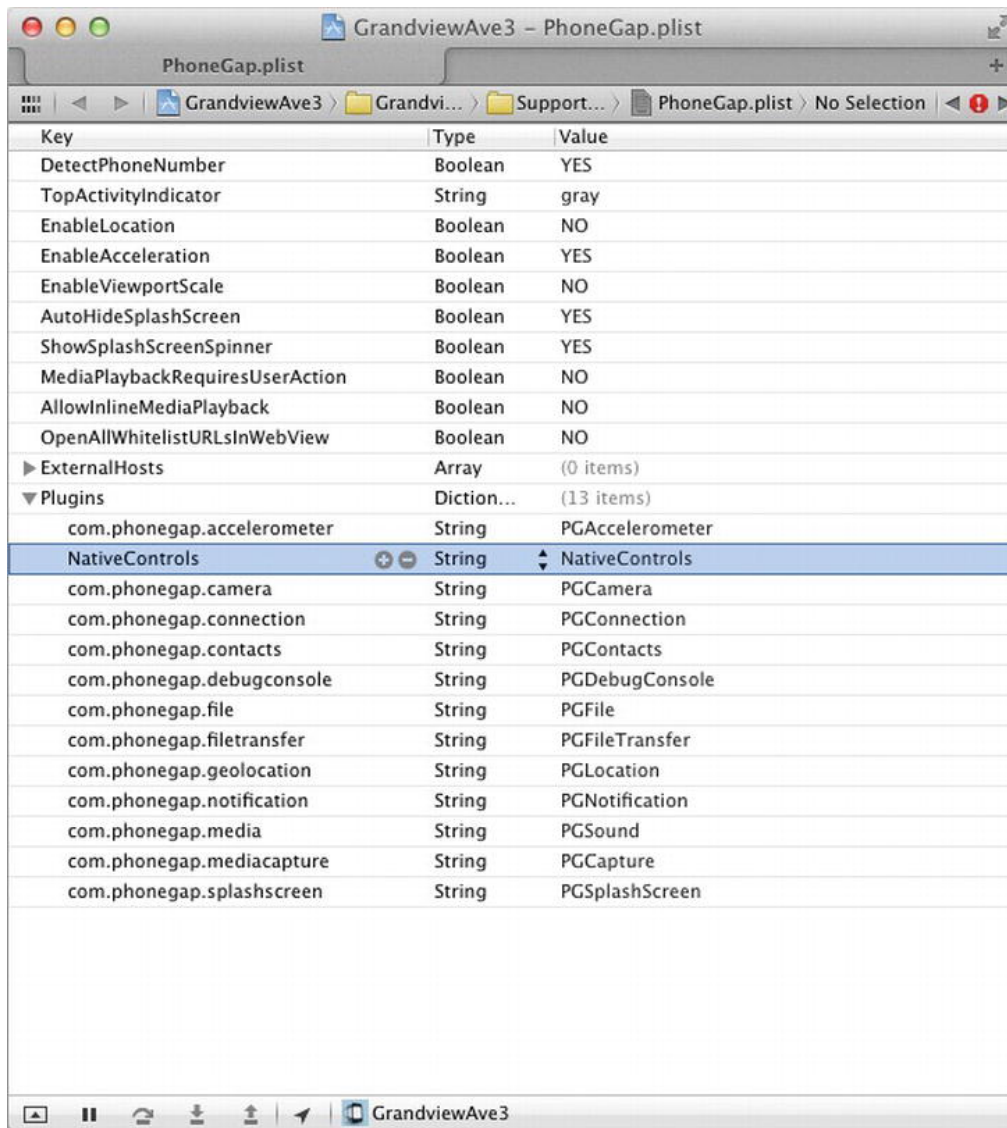 GrandviewAve3 – PhoneGap.plist
PhoneGap.plist
GrandviewAve3 Grandvi... Support... PhoneGap.plist No Selection
Key Type Value
DetectPhoneNumber Boolean YES
TopActivityIndicator String gray
EnableLocation Boolean NO
EnableAcceleration Boolean YES
EnableViewportScale Boolean NO
AutoHideSplashScreen Boolean YES
ShowSplashScreenSpinner Boolean YES
MediaPlaybackRequiresUserAction Boolean NO
AllowInlineMediaPlayback Boolean NO
OpenAllWhitelistURLsInWebView Boolean NO
ExternalHosts Array (0 items)
Plugins Diction... (13 items)
com.phonegap.accelerometer String PGAccelerometer
NativeControls String NativeControls
com.phonegap.camera String PGCamera
com.phonegap.connection String PGConnection
com.phonegap.contacts String PGContacts
com.phonegap.debugconsole String PGDebugConsole
com.phonegap.file String PGFile
com.phonegap.filetransfer String PGFileTransfer
com.phonegap.geolocation String PGLocation
com.phonegap.notification String PGNotification
com.phonegap.media String PGSound
com.phonegap.mediacapture String PGCapture
com.phonegap.splashscreen String PGSplashScreen
GrandviewAve3